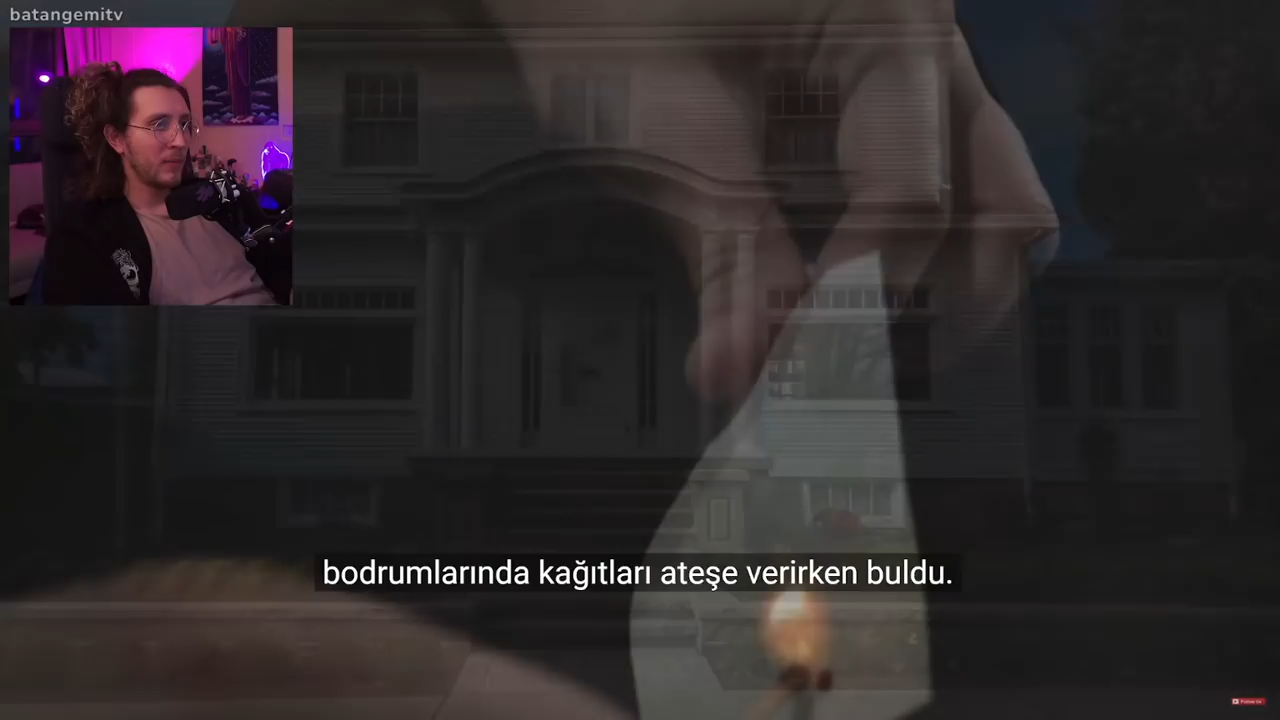 batangemitv
bodrumlarında kağıtları ateşe verirken buldu.